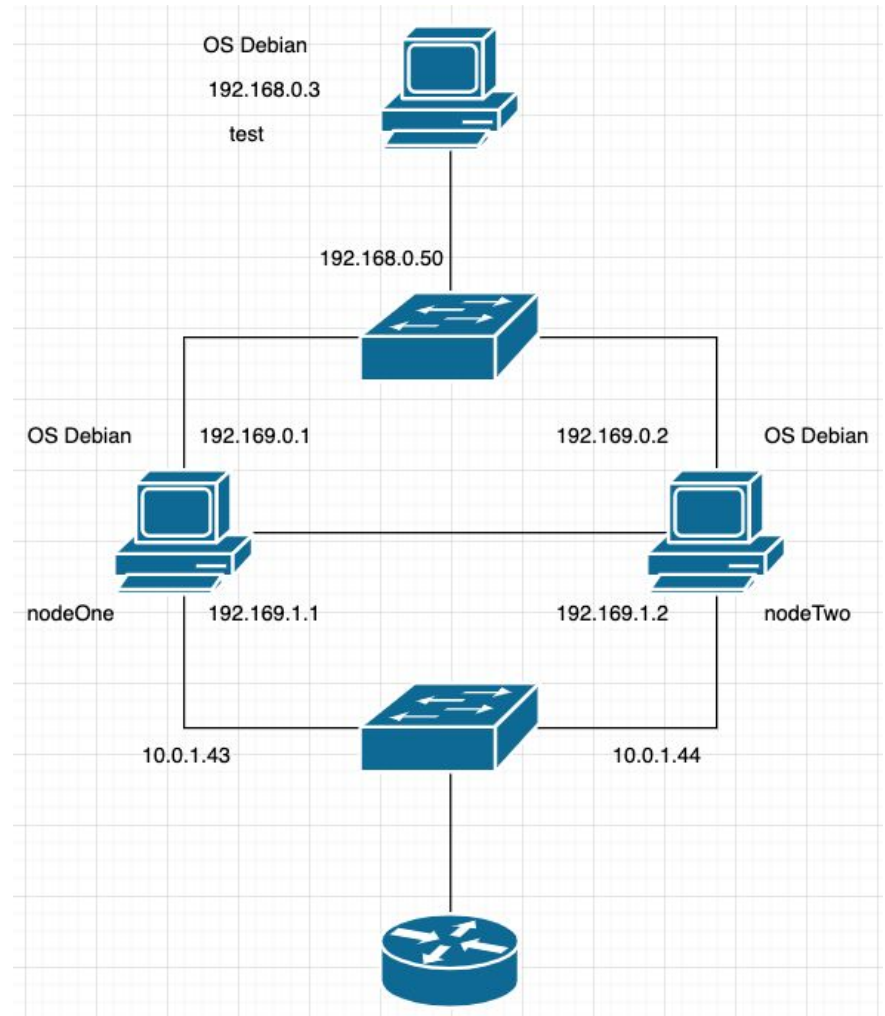 OS Debian
192.168.0.3
test
192.168.0.50
OS Debian
192.169.0.1
192.169.0.2
OS Debian
nodeOne
192.169.1.1
192.169.1.2
nodeTwo
10.0.1.43
10.0.1.44